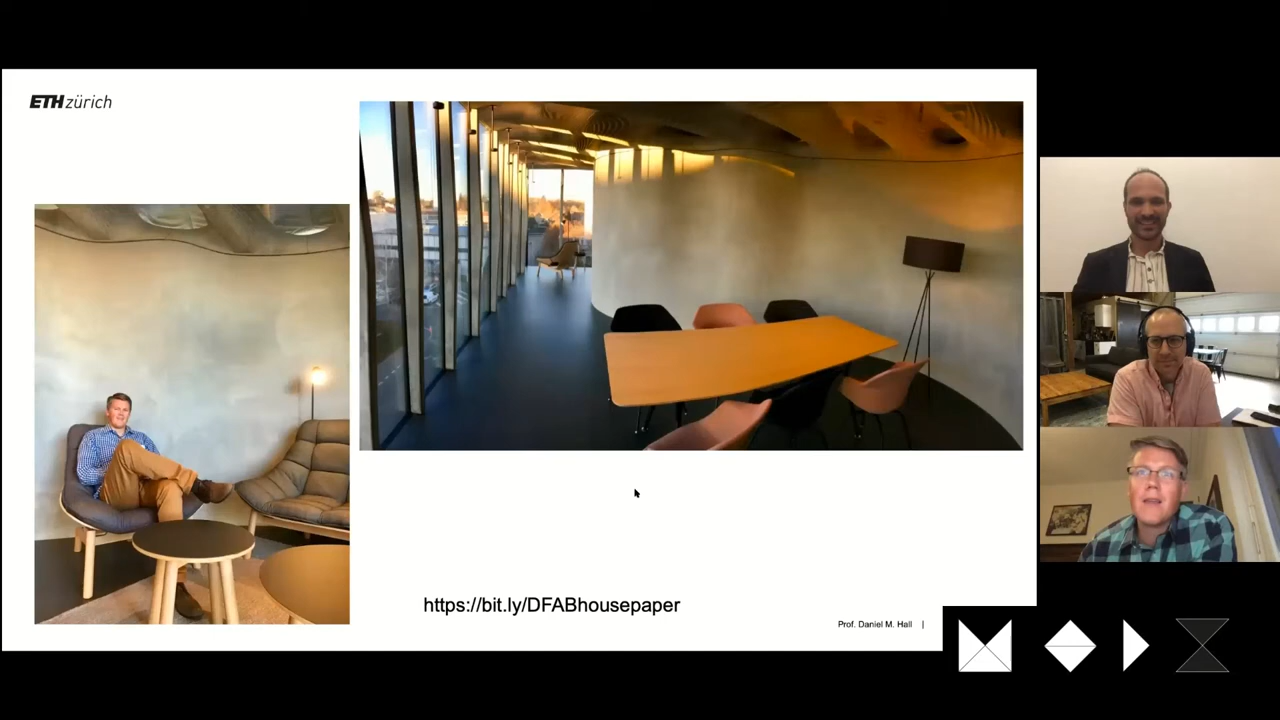 ETH zürich
https://bit.ly/DFABhousepaper
Prof. Daniel M. Hall |